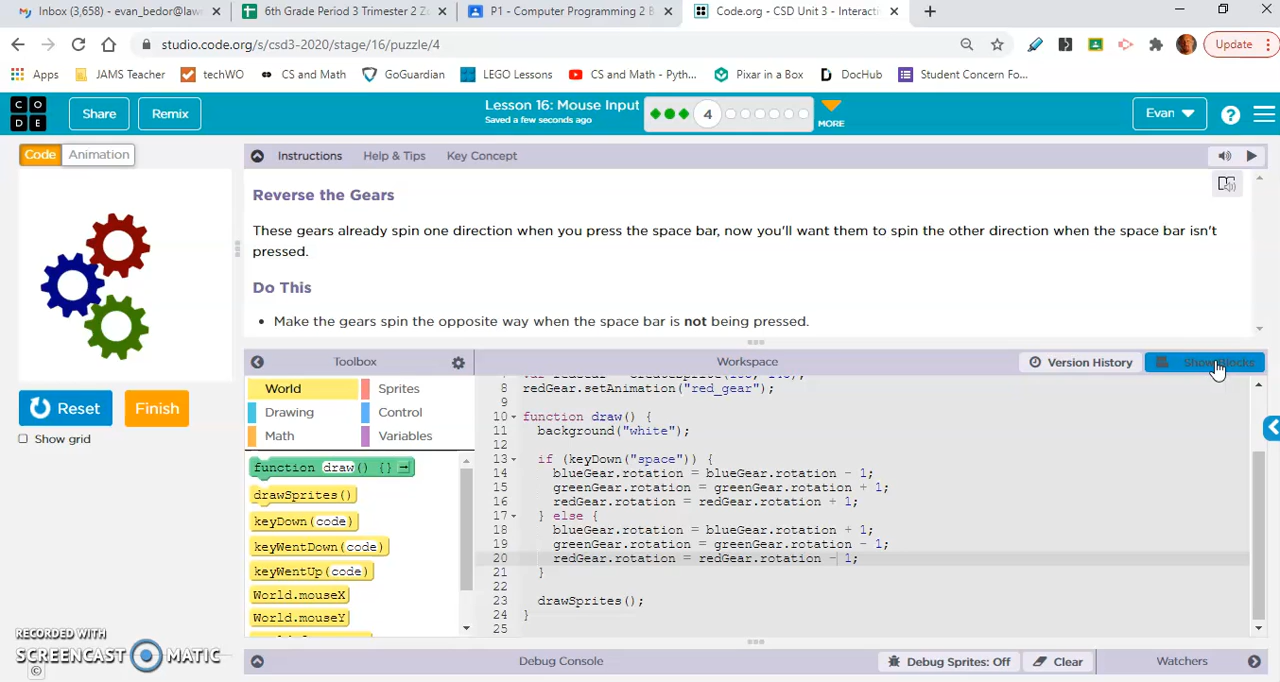 Inbox (3,658) - evan_bedor@law
6th Grade Period 3 Trimester 2 Z
P1 - Computer Programming 2 B
Code.org - CSD Unit 3 - Interacti
studio.code.org/s/csd3-2020/stage/16/puzzle/4
Update
Apps
JAMS Teacher
techWO
CS and Math
GoGuardian
LEGO Lessons
CS and Math - Pyth...
Pixar in a Box
DocHub
Student Concern Fo...
C O
D E
Share
Remix
Lesson 16: Mouse Input
Saved a few seconds ago
4
MORE
Evan
Code
Animation
Instructions
Help & Tips
Key Concept
Reverse the Gears
These gears already spin one direction when you press the space bar, now you'll want them to spin the other direction when the space bar isn't
pressed.
Do This
• Make the gears spin the opposite way when the space bar is not being pressed.
Toolbox
Workspace
Version History
Show Blocks
Reset
Finish
Show grid
World
Sprites
Drawing
Control
Math
Variables
function draw() {}
drawSprites()
keyDown(code)
keyWentDown(code)
keyWentUp(code)
World.mouseX
World.mouseY
8 redGear.setAnimation("red_gear");
9
10 function draw() {
11 background("white");
12
13 if (keyDown("space")) {
14 blueGear.rotation = blueGear.rotation - 1;
15 greenGear.rotation = greenGear.rotation + 1;
16 redGear.rotation = redGear.rotation + 1;
17 } else {
18 blueGear.rotation = blueGear.rotation + 1;
19 greenGear.rotation = greenGear.rotation - 1;
20 redGear.rotation = redGear.rotation - 1;
21 }
22
23 drawSprites();
24 }
25
RECORDED WITH
SCREENCAST MATIC
©
Debug Console
Debug Sprites: Off
Clear
Watchers